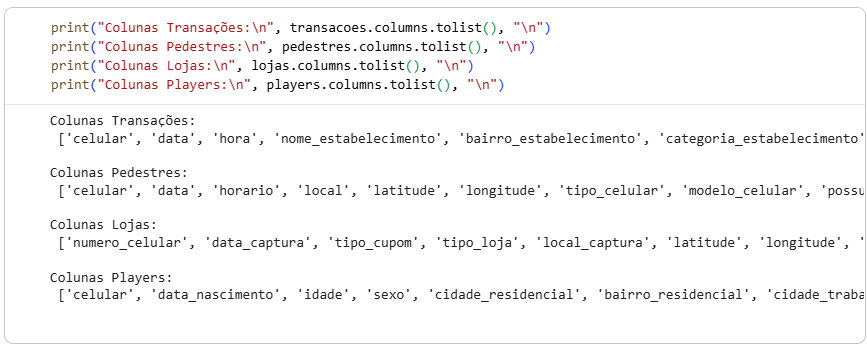 print("Colunas Transações:\n", transacoes.columns.tolist(), "\n")
print("Colunas Pedestres:\n", pedestres.columns.tolist(), "\n")
print("Colunas Lojas:\n", lojas.columns.tolist(), "\n")
print("Colunas Players:\n", players.columns.tolist(), "\n")
Colunas Transações:
['celular', 'data', 'hora', 'nome_estabelecimento', 'bairro_estabelecimento', 'categoria_estabelecimento'
Colunas Pedestres:
['celular', 'data', 'horario', 'local', 'latitude', 'longitude', 'tipo_celular', 'modelo_celular', 'possu
Colunas Lojas:
['numero_celular', 'data_captura', 'tipo_cupom', 'tipo_loja', 'local_captura', 'latitude', 'longitude', '
Colunas Players:
['celular', 'data_nascimento', 'idade', 'sexo', 'cidade_residencial', 'bairro_residencial', 'cidade_traba